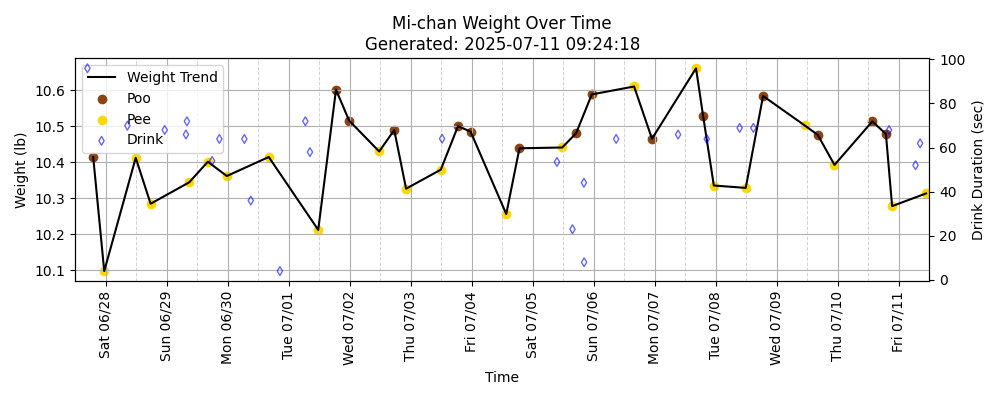 Mi-chan Weight Over Time
Generated: 2025-07-11 09:24:18
Weight (lb)
10.6
10.5
10.4
10.3
10.2
10.1
Weight Trend
Poo
Pee
Drink
100
80
60
40
20
0
Drink Duration (sec)
Sat 06/28
Sun 06/29
Mon 06/30
Tue 07/01
Wed 07/02
Thu 07/03
Fri 07/04
Sat 07/05
Sun 07/06
Mon 07/07
Tue 07/08
Wed 07/09
Thu 07/10
Fri 07/11
Time